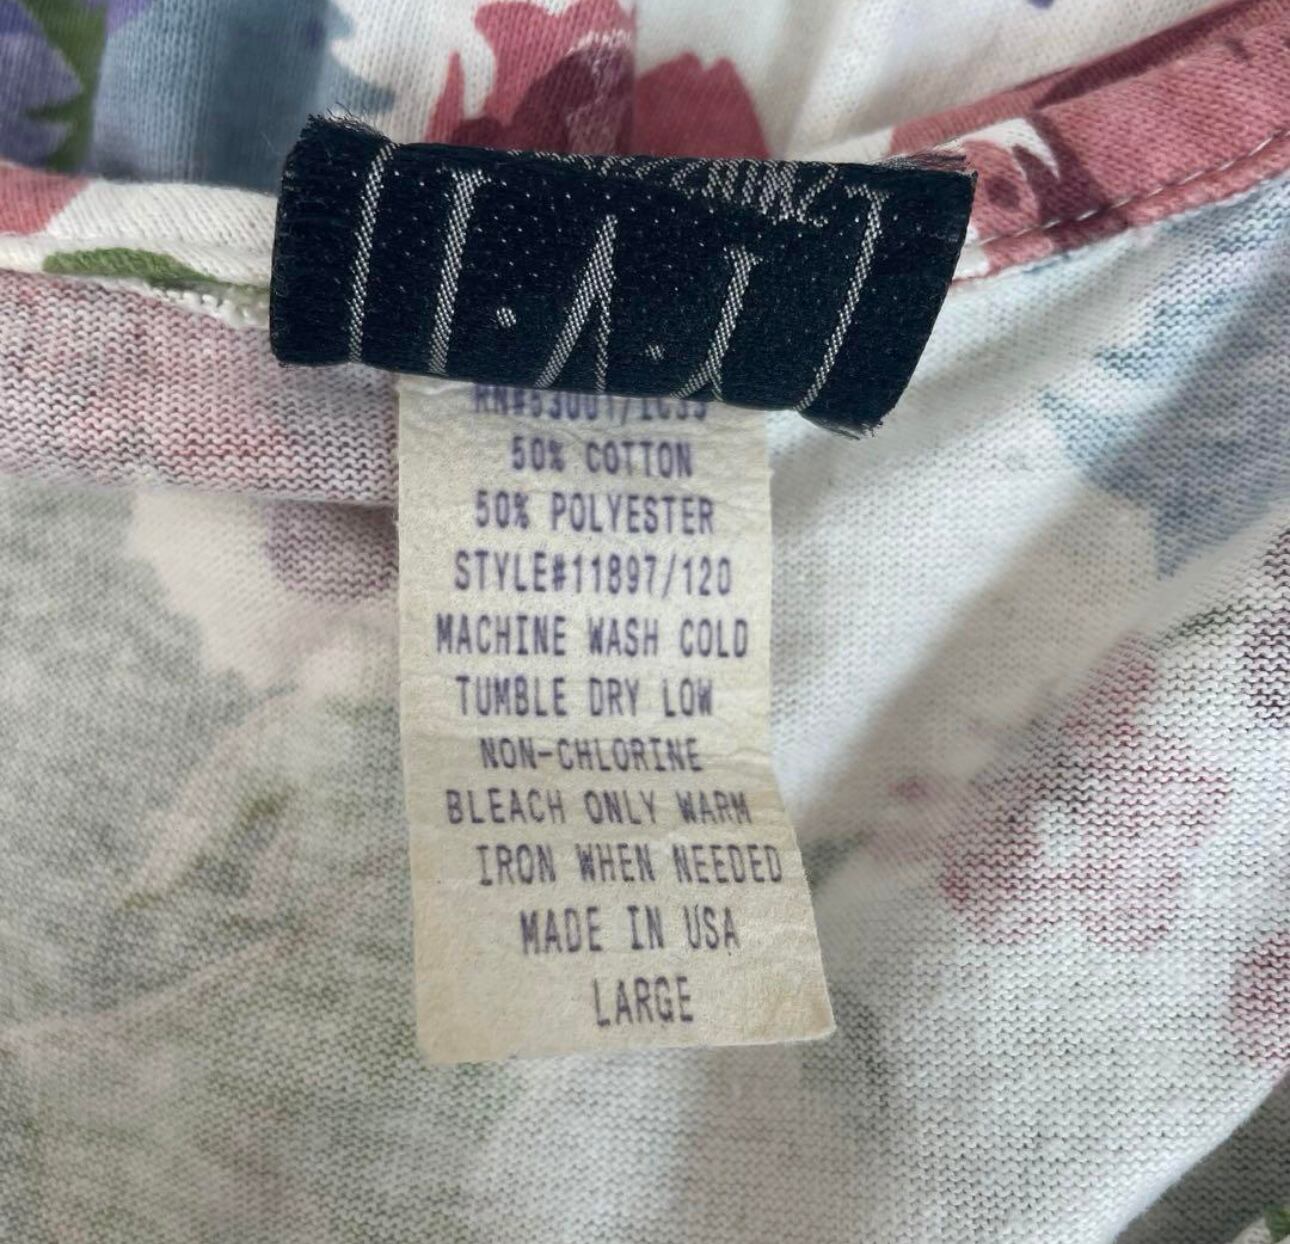 50% COTTON
50% POLYESTER
STYLE#11897/120
MACHINE WASH COLD
TUMBLE DRY LOW
NON-CHLORINE
BLEACH ONLY WARM
IRON WHEN NEEDED
MADE IN USA
LARGE